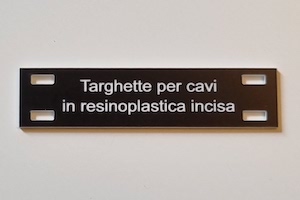 Targhette per cavi
in resinoplastica incisa